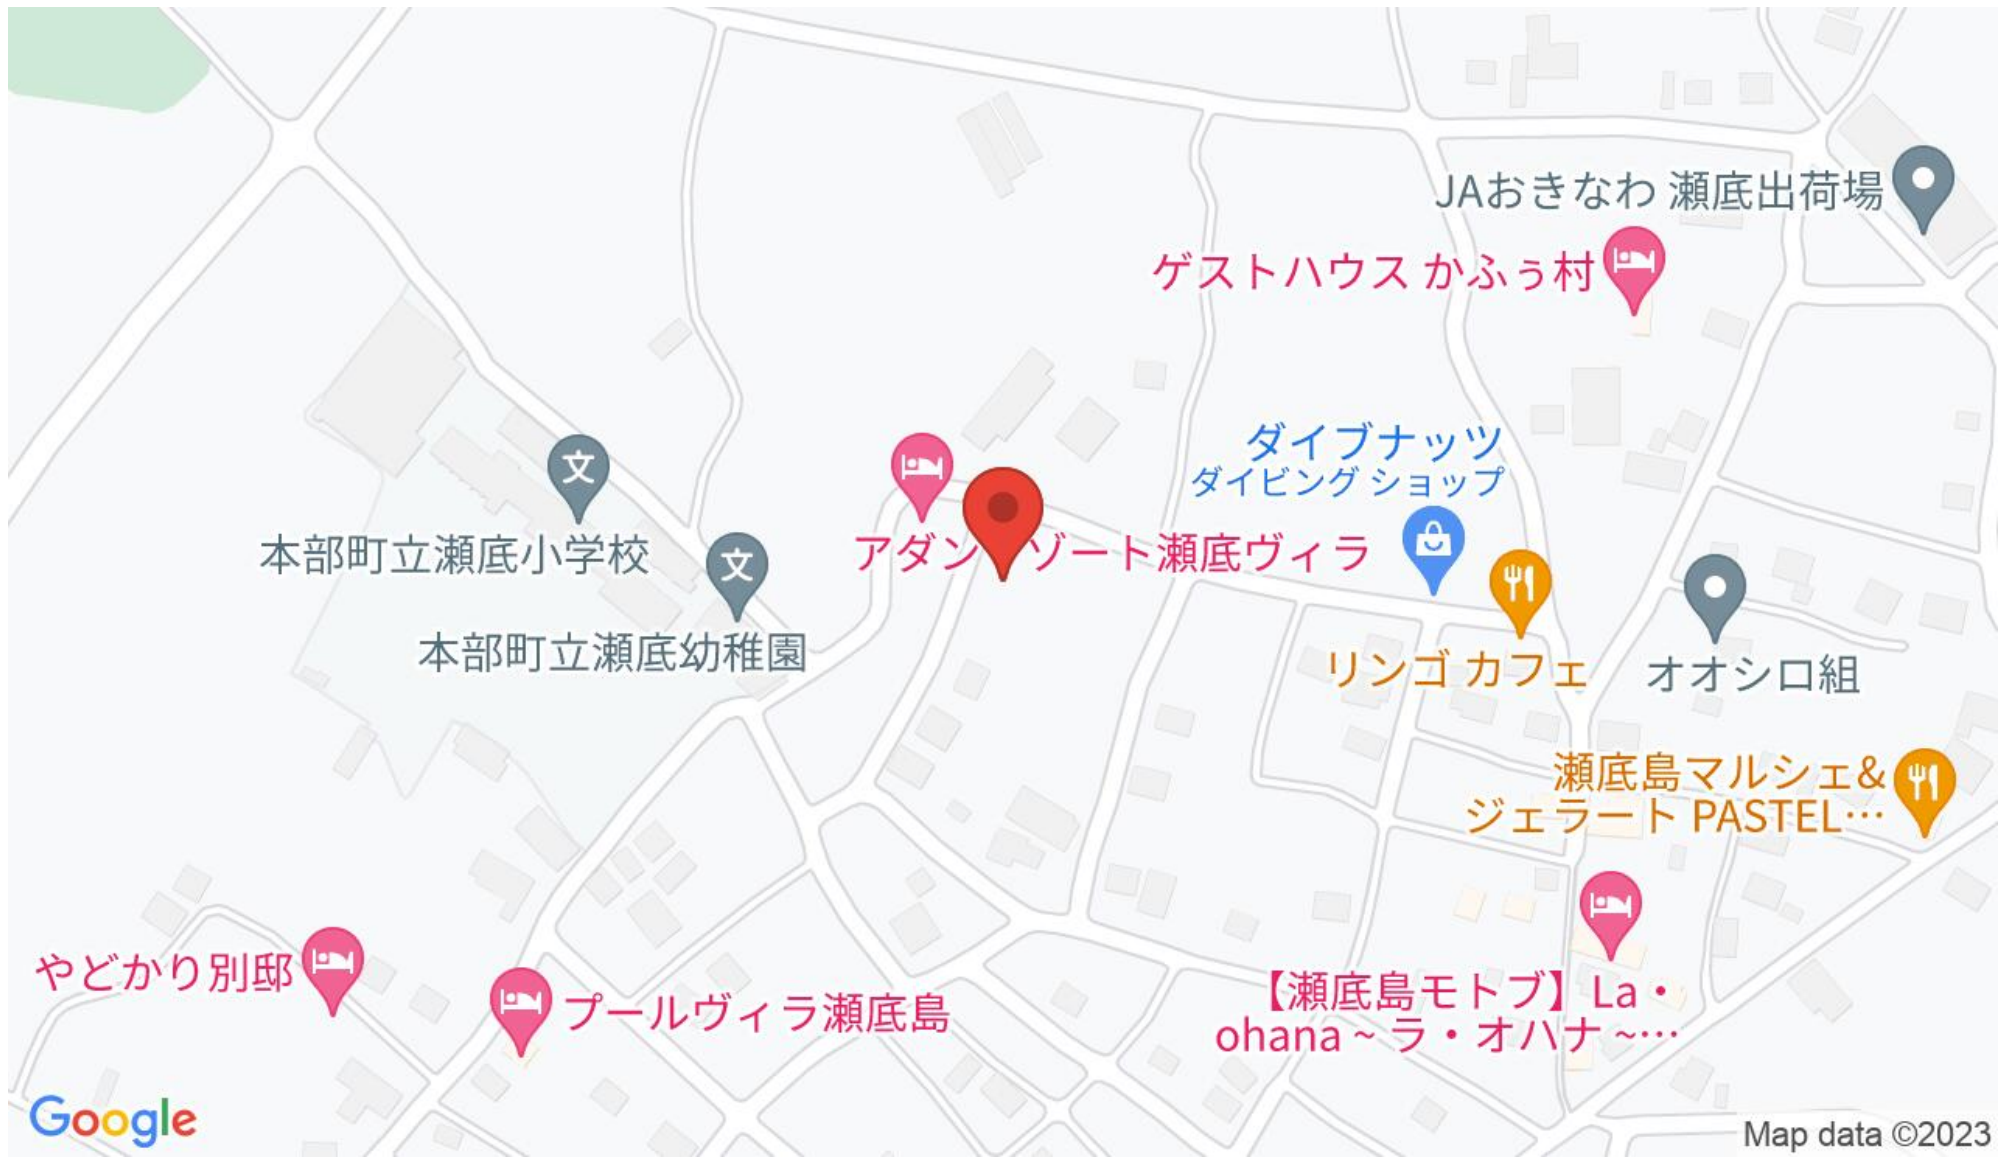 JAおきなわ 瀬底出荷場
ゲストハウス かふぅ村
ダイブナッツ
ダイビング ショップ
文
本部町立瀬底小学校
アダン
ゾート瀬底ヴィラ
文
本部町立瀬底幼稚園
リンゴ カフェ
オオシロ組
瀬底島マルシェ&
ジェラート PASTEL…
やどかり別邸
プールヴィラ瀬底島
【瀬底島モトブ】La・
ohana ~ ラ・オハナ ~…
Google
Map data ©2023